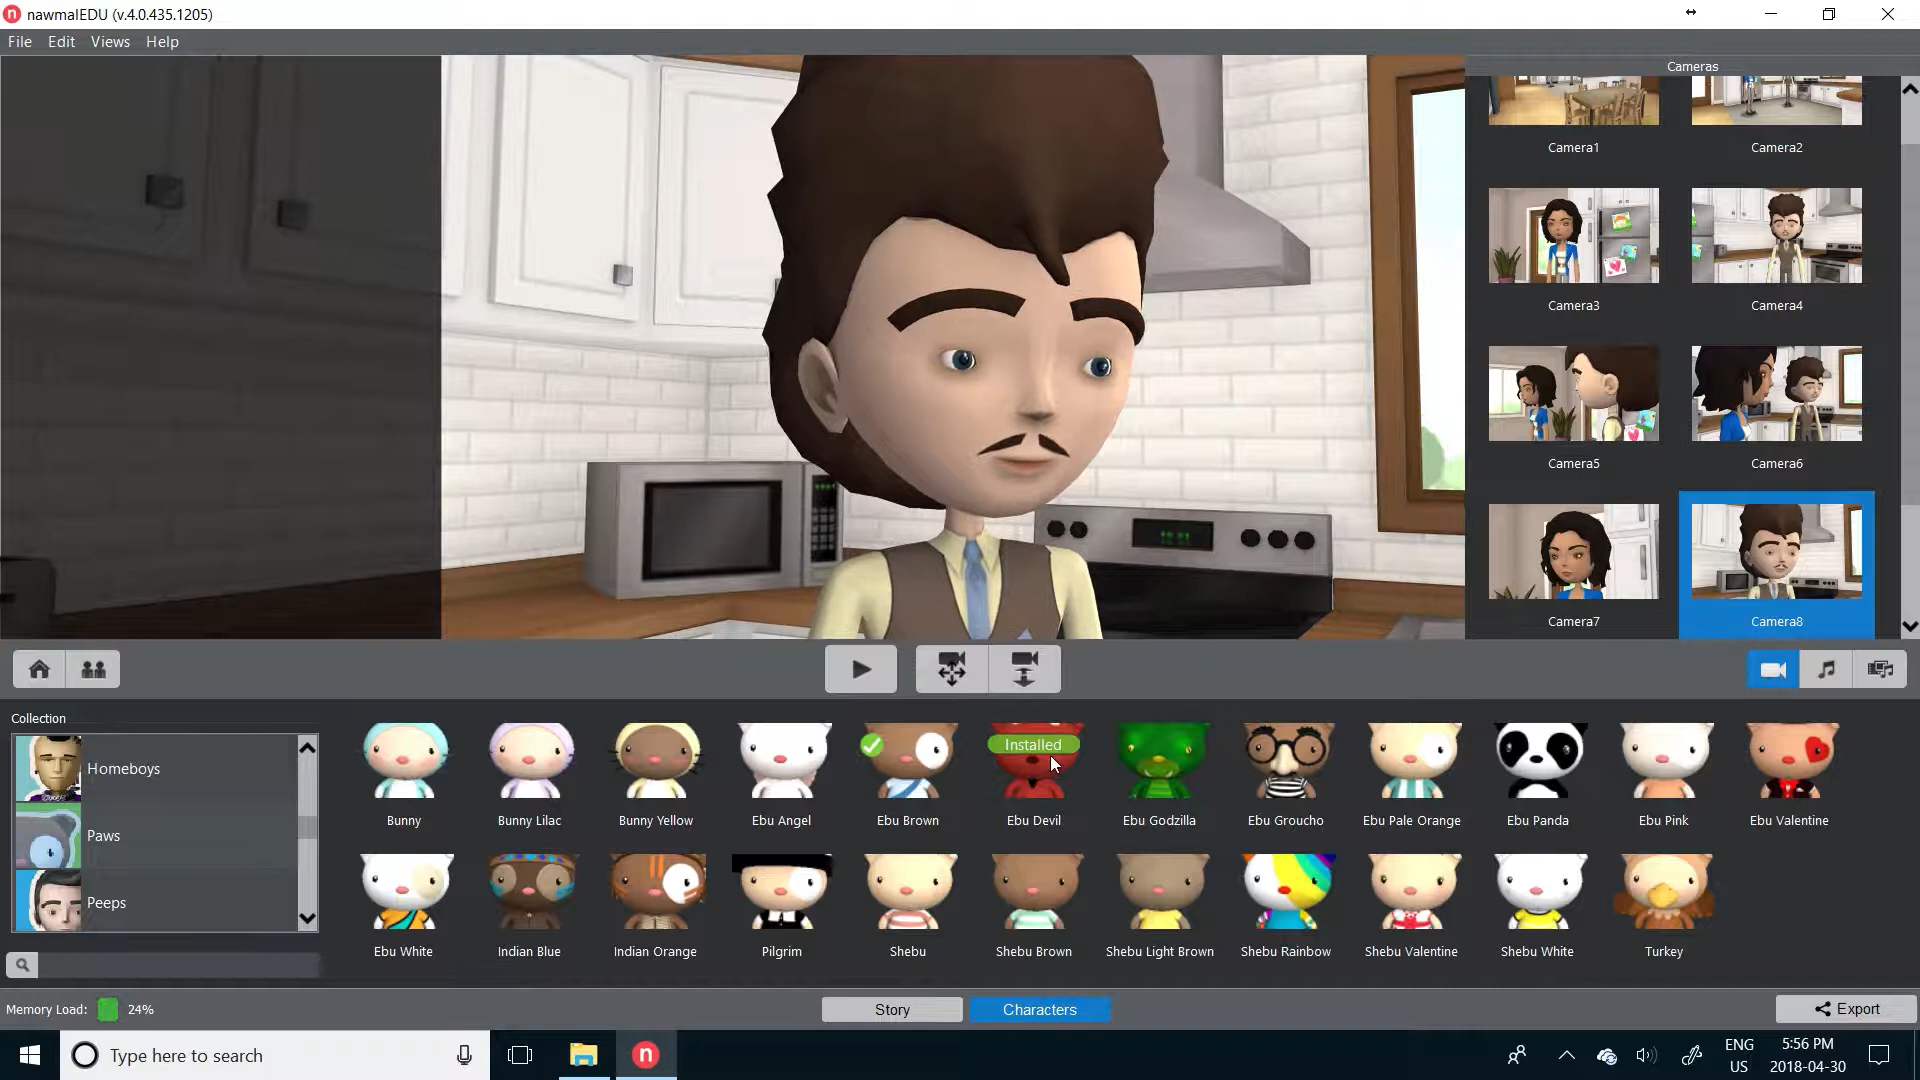 nawmalEDU (v.4.0.435.1205)
File Edit Views Help
Cameras
Camera1 Camera2
Camera3 Camera4
Camera5 Camera6
Camera7 Camera8
Collection
Homeboys
Paws
Peeps
Installed
Bunny Bunny Lilac Bunny Yellow Ebu Angel Ebu Brown Ebu Devil Ebu Godzilla Ebu Groucho Ebu Pale Orange Ebu Panda Ebu Pink Ebu Valentine
Ebu White Indian Blue Indian Orange Pilgrim Shebu Shebu Brown Shebu Light Brown Shebu Rainbow Shebu Valentine Shebu White Turkey
Memory Load: 24%
Story Characters Export
n Type here to search n
ENG 5:56 PM
US 2018-04-30